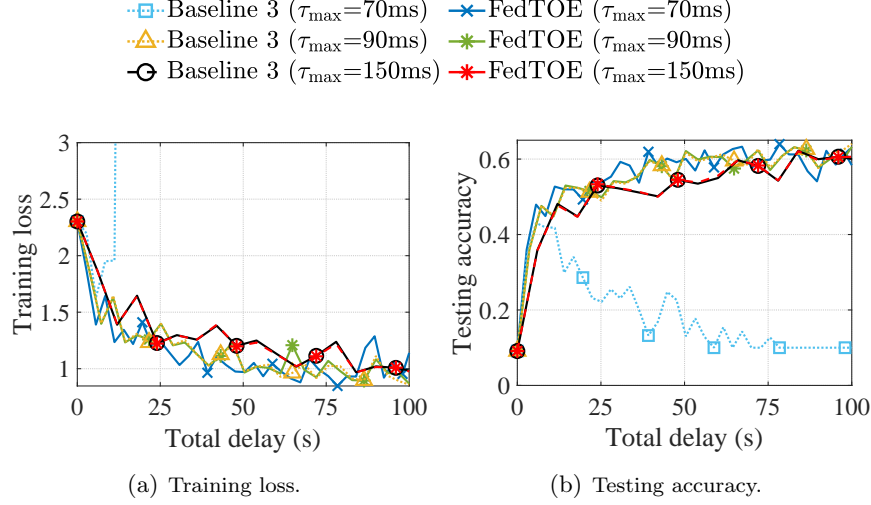 Baseline 3 (τmax=70ms) FedTOE (τmax=70ms)
Baseline 3 (τmax=90ms) FedTOE (τmax=90ms)
Baseline 3 (τmax=150ms) FedTOE (τmax=150ms)
3
2.5
2
1.5
1
0 25 50 75 100
Training loss
Total delay (s)
(a) Training loss.
0.6
0.4
0.2
0
0 25 50 75 100
Testing accuracy
Total delay (s)
(b) Testing accuracy.